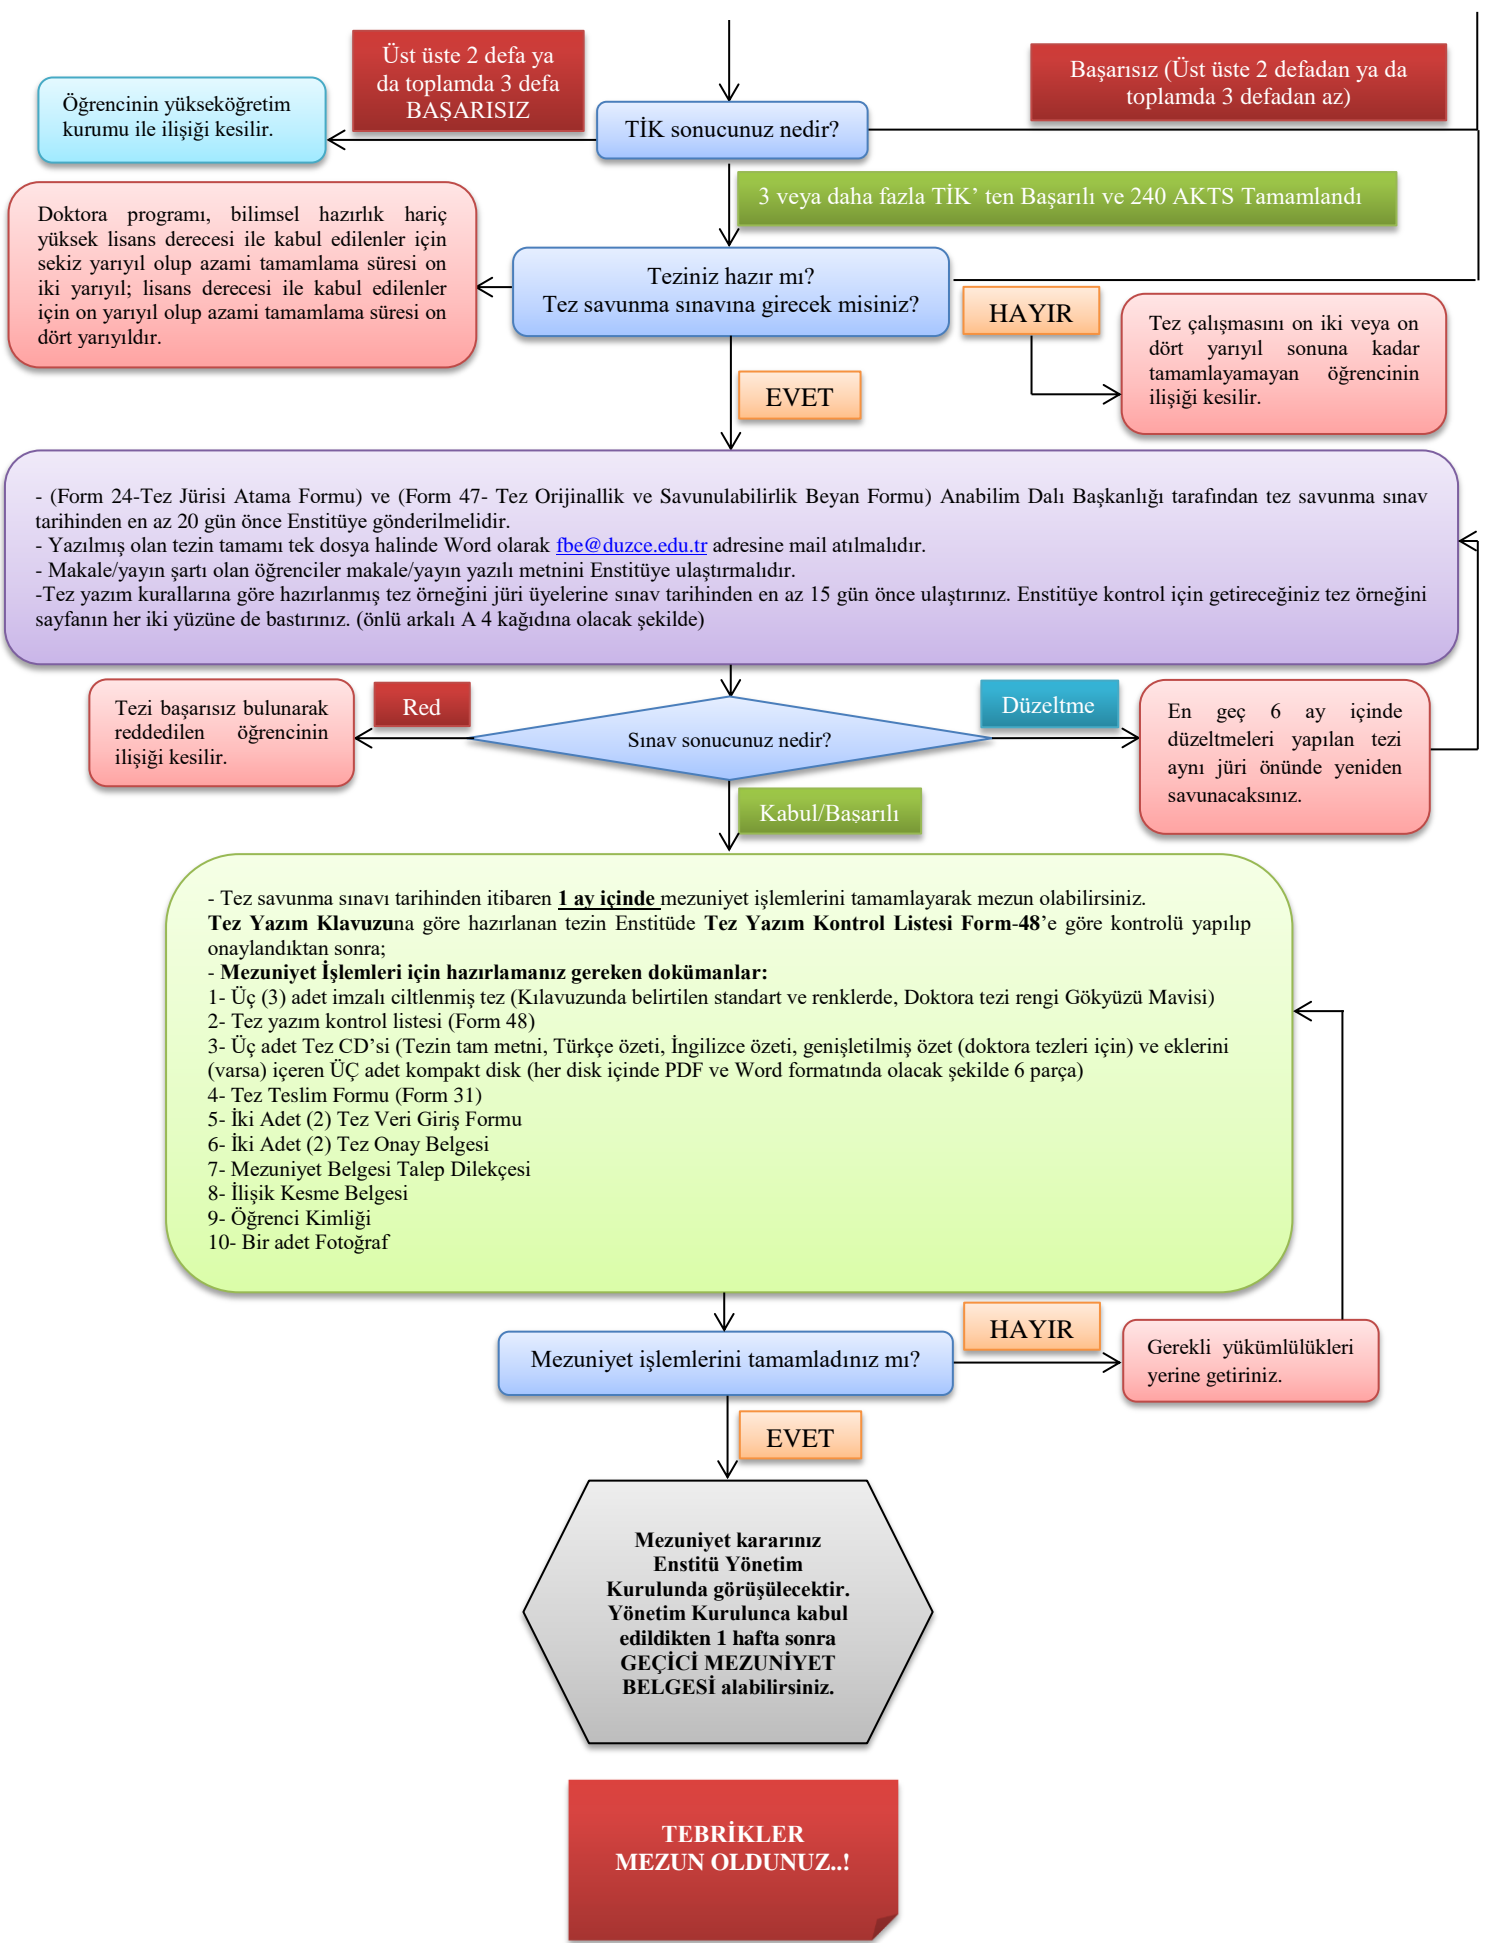 Üst üste 2 defa ya
da toplamda 3 defa
BAŞARISIZ
Başarısız (Üst üste 2 defadan ya da
toplamda 3 defadan az)
Öğrencinin yükseköğretim
kurumu ile ilişiği kesilir.
TİK sonucunuz nedir?
3 veya daha fazla TİK’ ten Başarılı ve 240 AKTS Tamamlandı
Doktora programı, bilimsel hazırlık hariç
yüksek lisans derecesi ile kabul edilenler için
sekiz yarıyıl olup azami tamamlama süresi on
iki yarıyıl; lisans derecesi ile kabul edilenler
için on yarıyıl olup azami tamamlama süresi on
dört yarıyıldır.
Teziniz hazır mı?
Tez savunma sınavına girecek misiniz?
HAYIR
Tez çalışmasını on iki veya on
dört yarıyıl sonuna kadar
tamamlayamayan öğrencinin
ilişiği kesilir.
EVET
- (Form 24-Tez Jürisi Atama Formu) ve (Form 47- Tez Orijinallik ve Savunulabilirlik Beyan Formu) Anabilim Dalı Başkanlığı tarafından tez savunma sınav
tarihinden en az 20 gün önce Enstitüye gönderilmelidir.
- Yazılmış olan tezin tamamı tek dosya halinde Word olarak fbe@duzce.edu.tr adresine mail atılmalıdır.
- Makale/yayın şartı olan öğrenciler makale/yayın yazılı metnini Enstitüye ulaştırmalıdır.
-Tez yazım kurallarına göre hazırlanmış tez örneğini jüri üyelerine sınav tarihinden en az 15 gün önce ulaştırınız. Enstitüye kontrol için getireceğiniz tez örneğini
sayfanın her iki yüzüne de bastırınız. (önlü arkalı A 4 kağıdına olacak şekilde)
Tezi başarısız bulunarak
reddedilen öğrencinin
ilişiği kesilir.
Red
Sınav sonucunuz nedir?
Düzeltme
En geç 6 ay içinde
düzeltmeleri yapılan tezi
aynı jüri önünde yeniden
savunacaksınız.
Kabul/Başarılı
- Tez savunma sınavı tarihinden itibaren 1 ay içinde mezuniyet işlemlerini tamamlayarak mezun olabilirsiniz.
Tez Yazım Klavuzuna göre hazırlanan tezin Enstitüde Tez Yazım Kontrol Listesi Form-48’e göre kontrolü yapılıp
onaylandıktan sonra;
- Mezuniyet İşlemleri için hazırlamanız gereken dokümanlar:
1- Üç (3) adet imzalı ciltlenmiş tez (Kılavuzunda belirtilen standart ve renklerde, Doktora tezi rengi Gökyüzü Mavisi)
2- Tez yazım kontrol listesi (Form 48)
3- Üç adet Tez CD’si (Tezin tam metni, Türkçe özeti, İngilizce özeti, genişletilmiş özet (doktora tezleri için) ve eklerini
(varsa) içeren ÜÇ adet kompakt disk (her disk içinde PDF ve Word formatında olacak şekilde 6 parça)
4- Tez Teslim Formu (Form 31)
5- İki Adet (2) Tez Veri Giriş Formu
6- İki Adet (2) Tez Onay Belgesi
7- Mezuniyet Belgesi Talep Dilekçesi
8- İlişik Kesme Belgesi
9- Öğrenci Kimliği
10- Bir adet Fotoğraf
Mezuniyet işlemlerini tamamladınız mı?
HAYIR
Gerekli yükümlülükleri
yerine getiriniz.
EVET
Mezuniyet kararınız
Enstitü Yönetim
Kurulunda görüşülecektir.
Yönetim Kurulunca kabul
edildikten 1 hafta sonra
GEÇİCİ MEZUNİYET
BELGESİ alabilirsiniz.
TEBRİKLER
MEZUN OLDUNUZ..!